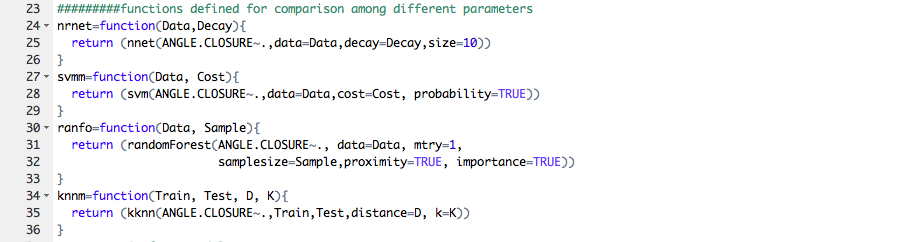 23 #########functions defined for comparison among different parameters
24 nrnet=function(Data,Decay){
25   return (nnet(ANGLE.CLOSURE~.,data=Data,decay=Decay,size=10))
26 }
27 svmm=function(Data, Cost){
28   return (svm(ANGLE.CLOSURE~.,data=Data,cost=Cost, probability=TRUE))
29 }
30 ranfo=function(Data, Sample){
31   return (randomForest(ANGLE.CLOSURE~., data=Data, mtry=1,
32                        samplesize=Sample,proximity=TRUE, importance=TRUE))
33 }
34 knnm=function(Train, Test, D, K){
35   return (kknn(ANGLE.CLOSURE~.,Train,Test,distance=D, k=K))
36 }